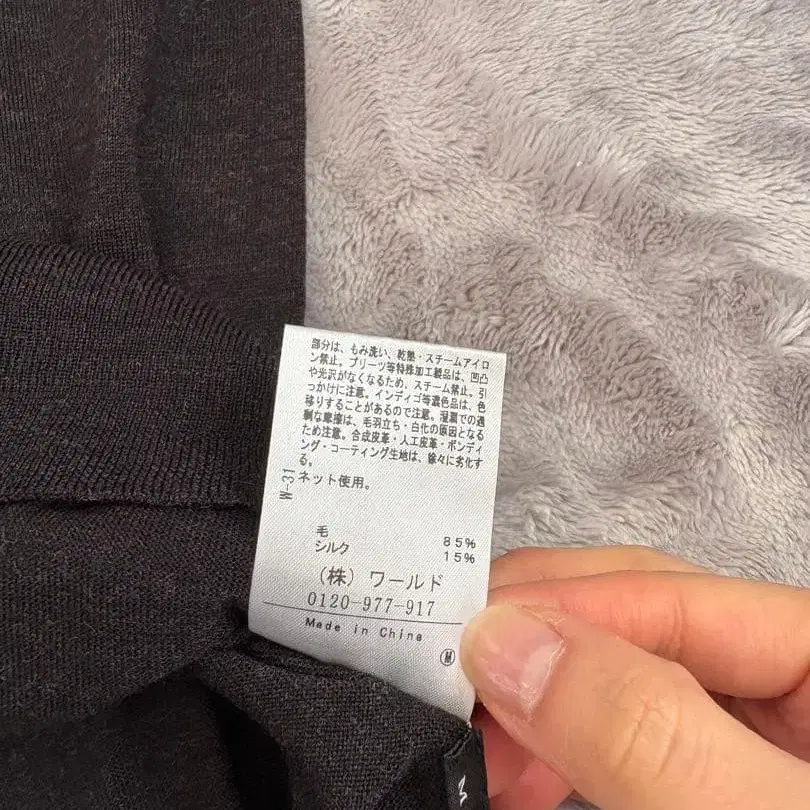 部分は、もみ洗い、乾熱・スチームアイロ
ン禁止。プリーツ等特殊加工製品は、凹凸
や光沢がなくなるため、スチーム禁止。引
っかけに注意。インディゴ等濃色品は、色
移りすることがあるので注意。湿潤での過
剰な摩擦は、毛羽立ち・白化の原因となる
ため注意。合成皮革・人工皮革・ボンディ
ング・コーティング生地は、徐々に劣化す
る。
ネット使用。
W-31
毛 85%
シルク 15%
(株) ワールド
0120-977-917
Made in China
M